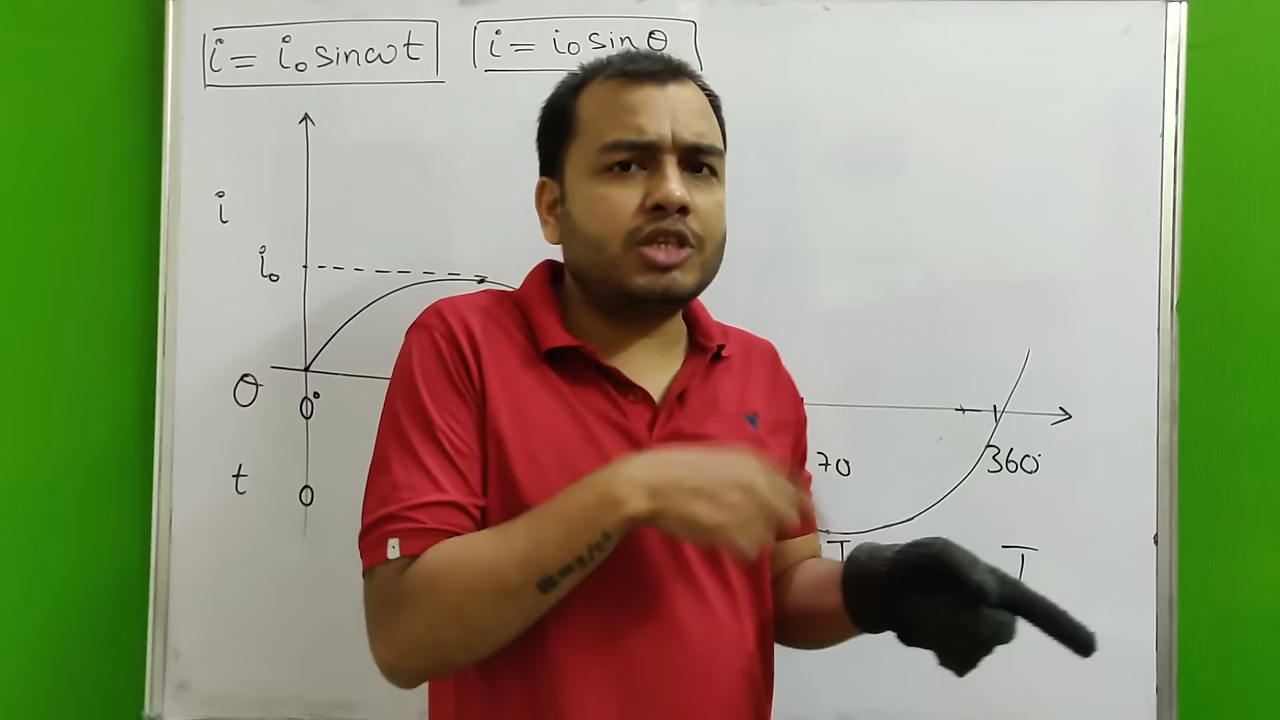 i = i₀ sinωt
i = i₀ sinθ
i
i₀
θ
0°
70
360°
t
0
T
T